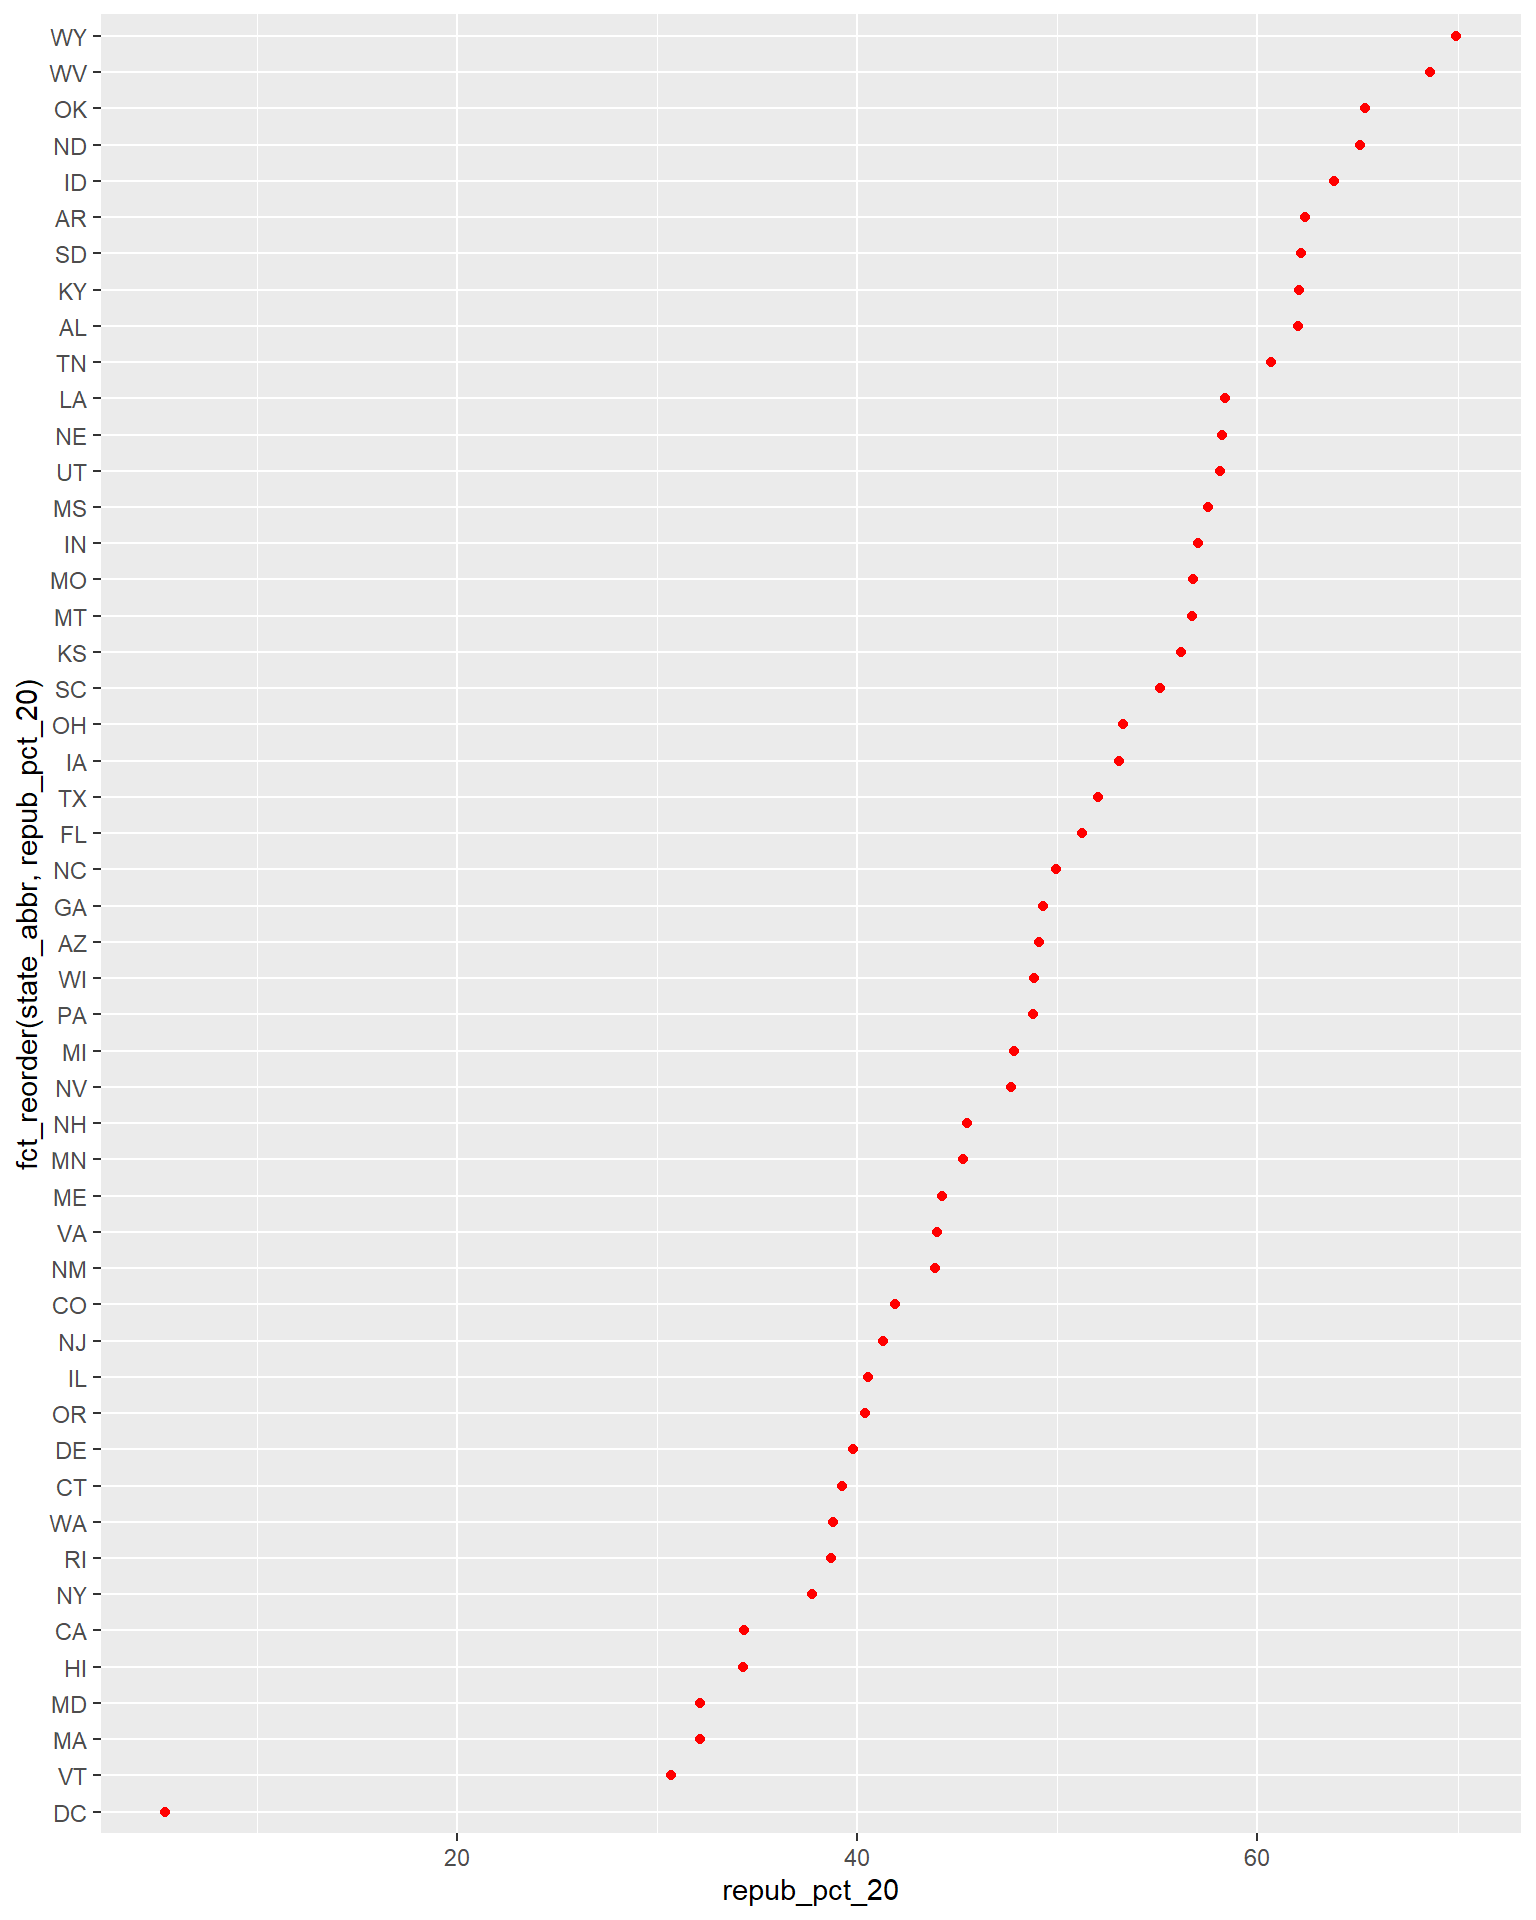 WY
WV
OK
ND
ID
AR
SD
KY
AL
TN
LA
NE
UT
MS
IN
MO
MT
KS
SC
OH
IA
TX
FL
NC
GA
AZ
WI
PA
MI
NV
NH
MN
ME
VA
NM
CO
NJ
IL
OR
DE
CT
WA
RI
NY
CA
HI
MD
MA
VT
DC
fct_reorder(state_abbr, repub_pct_20)
20 40 60
repub_pct_20